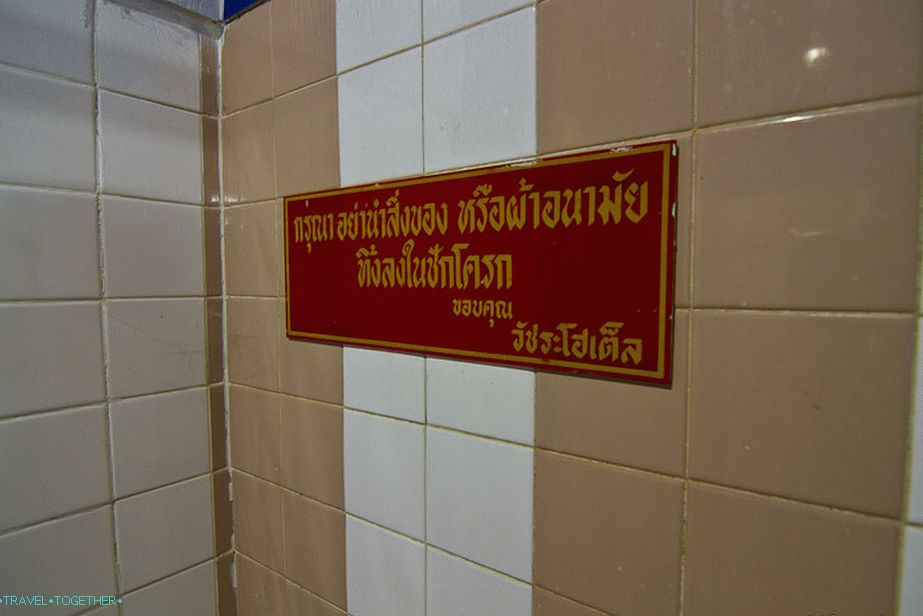 กรุณาอย่านำสิ่งของ หรือผ้าอนามัย
ทิ้งลงในชักโครก
ขอบคุณ
วัชระโฮเต็ล
•TRAVEL•TOGETHER•